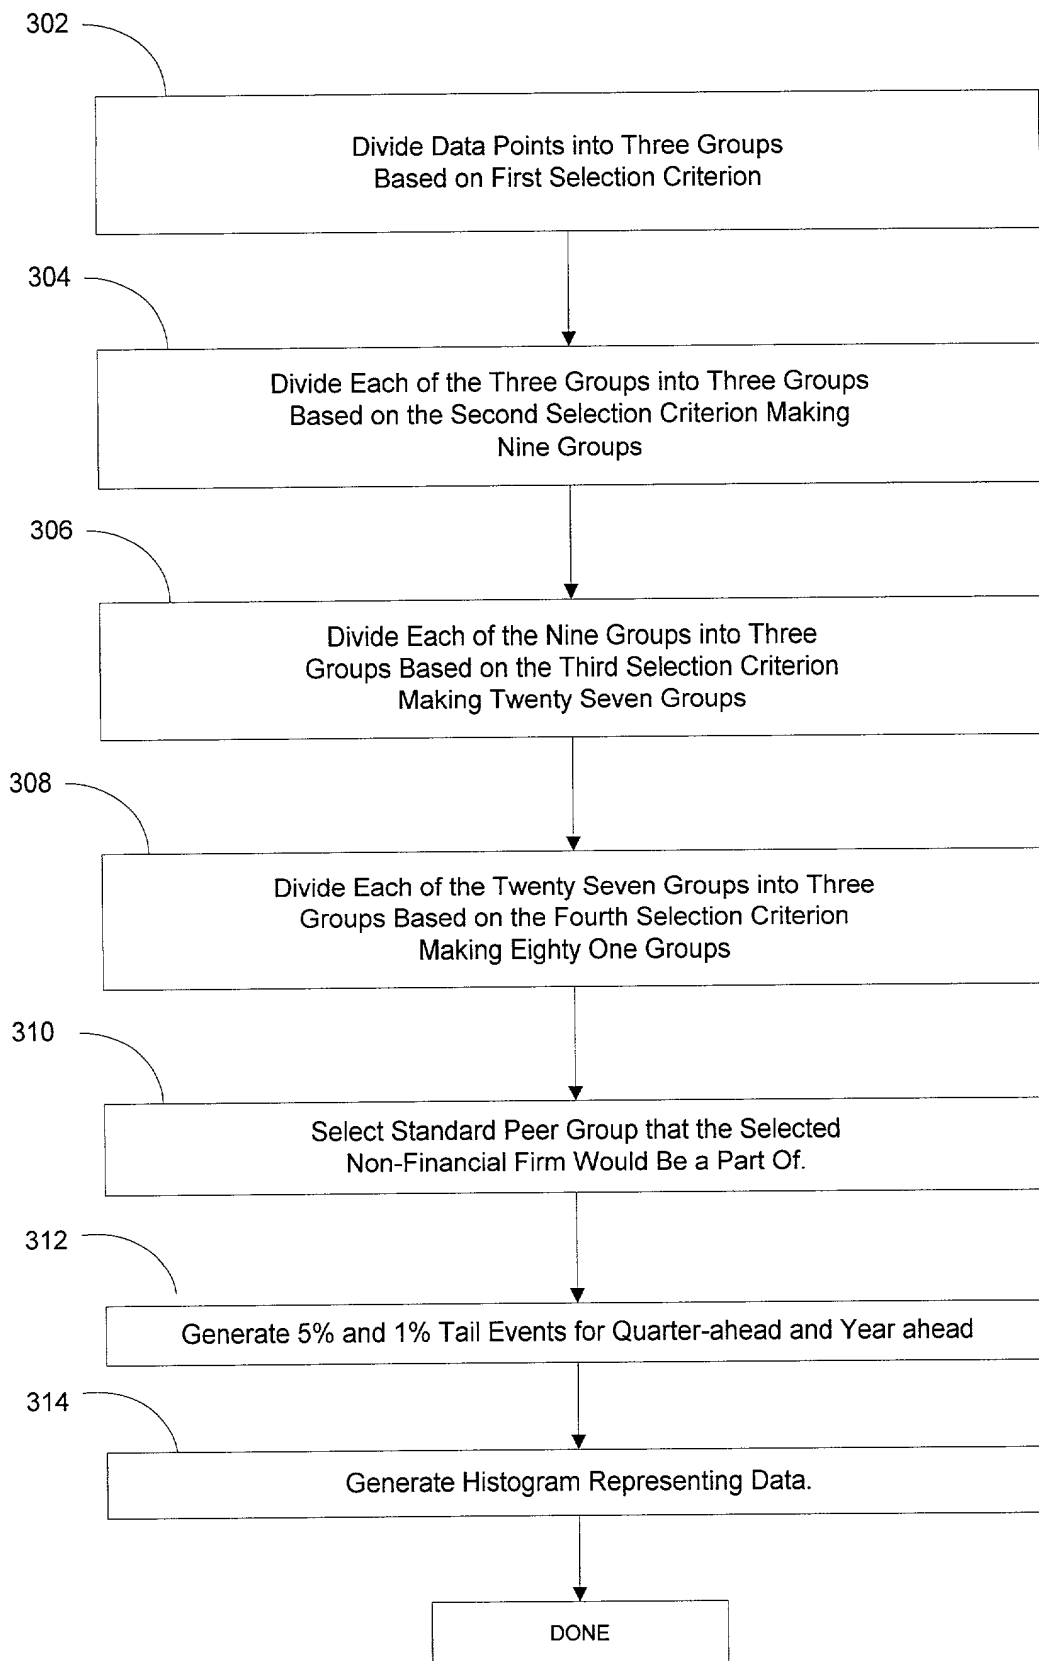 302
Divide Data Points into Three Groups
Based on First Selection Criterion
304
Divide Each of the Three Groups into Three Groups
Based on the Second Selection Criterion Making
Nine Groups
306
Divide Each of the Nine Groups into Three
Groups Based on the Third Selection Criterion
Making Twenty Seven Groups
308
Divide Each of the Twenty Seven Groups into Three
Groups Based on the Fourth Selection Criterion
Making Eighty One Groups
310
Select Standard Peer Group that the Selected
Non-Financial Firm Would Be a Part Of.
312
Generate 5% and 1% Tail Events for Quarter-ahead and Year ahead
314
Generate Histogram Representing Data.
DONE